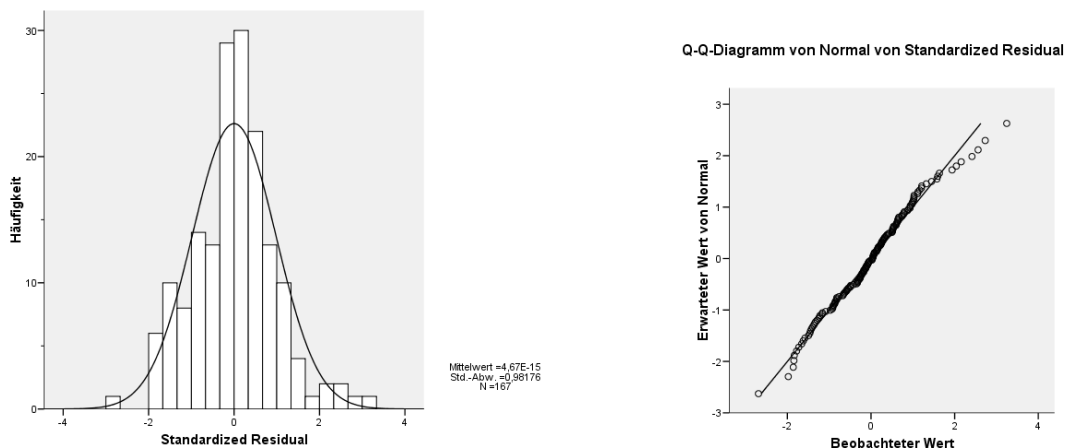 30
20
10
0
Häufigkeit
-4
-2
0
2
4
Standardized Residual
Mittelwert =4,67E-15
Std.-Abw. =0,98176
N =167
Q-Q-Diagramm von Normal von Standardized Residual
3
2
1
0
-1
-2
-3
Erwarteter Wert von Normal
-2
0
2
4
Beobachteter Wert